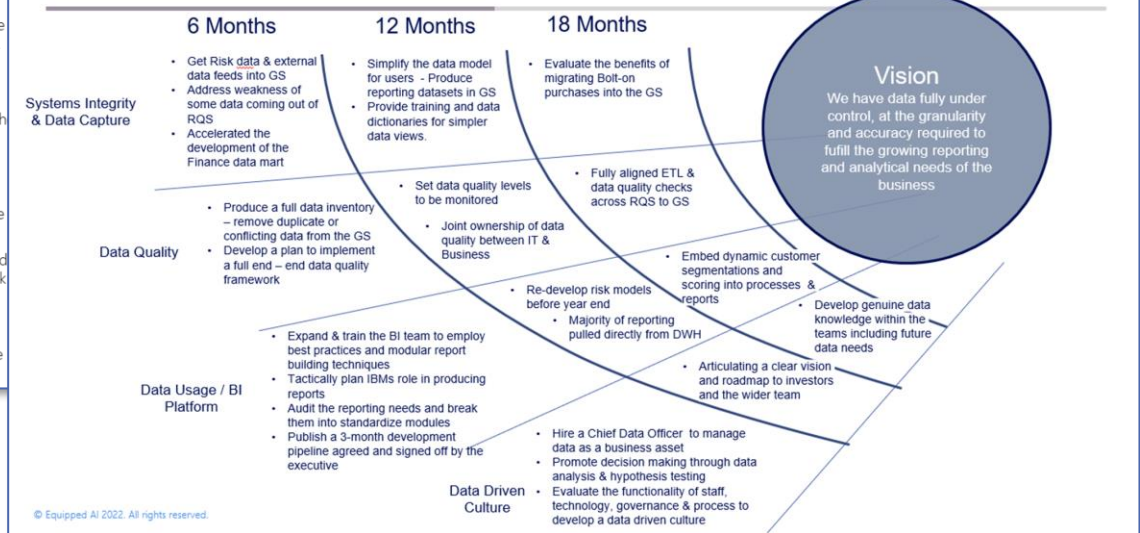 6 Months
12 Months
18 Months
Systems Integrity
& Data Capture
• Get Risk data & external
data feeds into GS
• Address weakness of
some data coming out of
RQS
• Accelerated the
development of the
Finance data mart
• Simplify the data model
for users - Produce
reporting datasets in GS
• Provide training and data
dictionaries for simpler
data views.
• Evaluate the benefits of
migrating Bolt-on
purchases into the GS
Vision
We have data fully under
control, at the granularity
and accuracy required to
fufill the growing reporting
and analytical needs of the
business
Data Quality
• Produce a full data inventory
– remove duplicate or
conflicting data from the GS
• Develop a plan to implement
a full end – end data quality
framework
• Set data quality levels
to be monitored
• Joint ownership of data
quality between IT &
Business
• Fully aligned ETL &
data quality checks
across RQS to GS
Data Usage / BI
Platform
• Expand & train the BI team to employ
best practices and modular report
building techniques
• Tactically plan IBMs role in producing
reports
• Audit the reporting needs and break
them into standardize modules
• Publish a 3-month development
pipeline agreed and signed off by the
executive
• Re-develop risk models
before year end
• Majority of reporting
pulled directly from DWH
• Embed dynamic customer
segmentations and
scoring into processes &
reports
Data Driven
Culture
• Hire a Chief Data Officer to manage
data as a business asset
• Promote decision making through data
analysis & hypothesis testing
• Evaluate the functionality of staff,
technology, governance & process to
develop a data driven culture
• Articulating a clear vision
and roadmap to investors
and the wider team
• Develop genuine data
knowledge within the
teams including future
data needs
© Equipped AI 2022. All rights reserved.